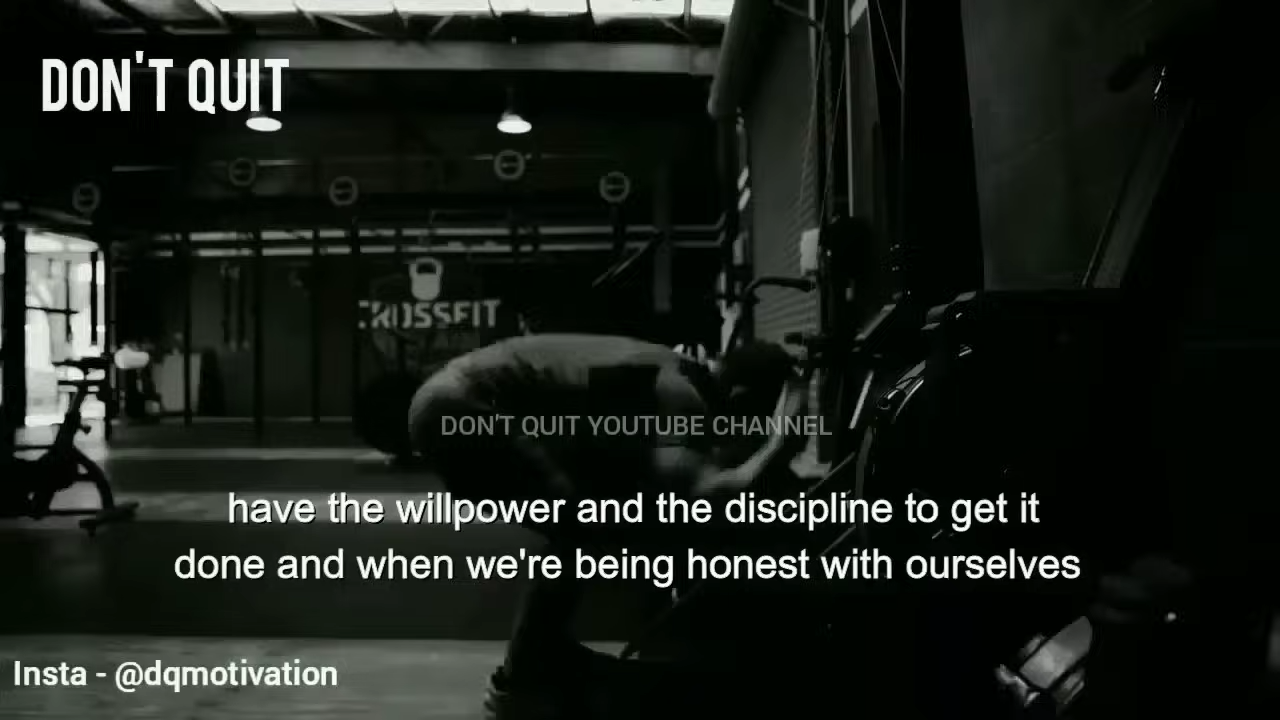 DON'T QUIT
CROSSFIT
DON'T QUIT YOUTUBE CHANNEL
have the willpower and the discipline to get it
done and when we're being honest with ourselves
Insta - @dqmotivation